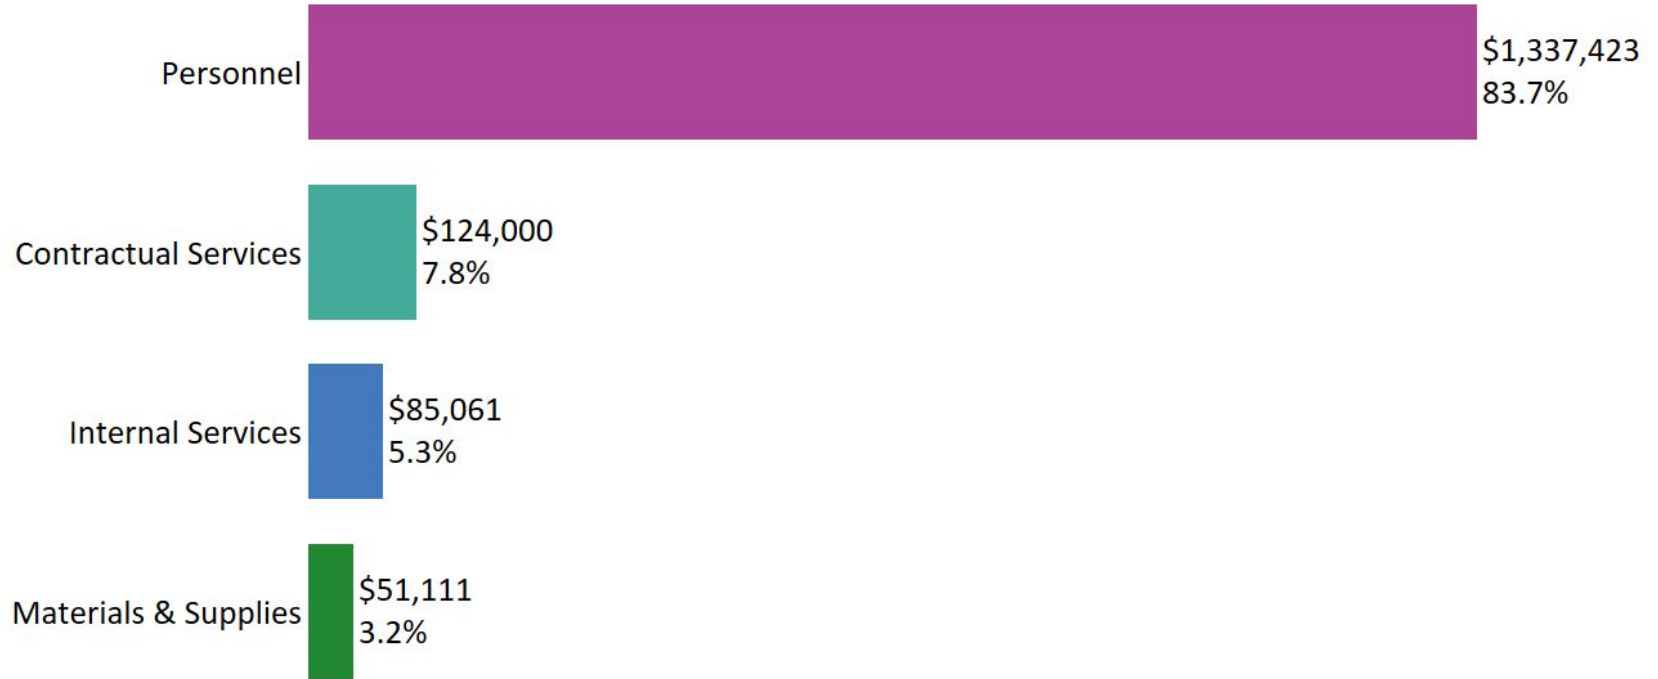 Personnel
$1,337,423
83.7%
Contractual Services
$124,000
7.8%
Internal Services
$85,061
5.3%
Materials & Supplies
$51,111
3.2%